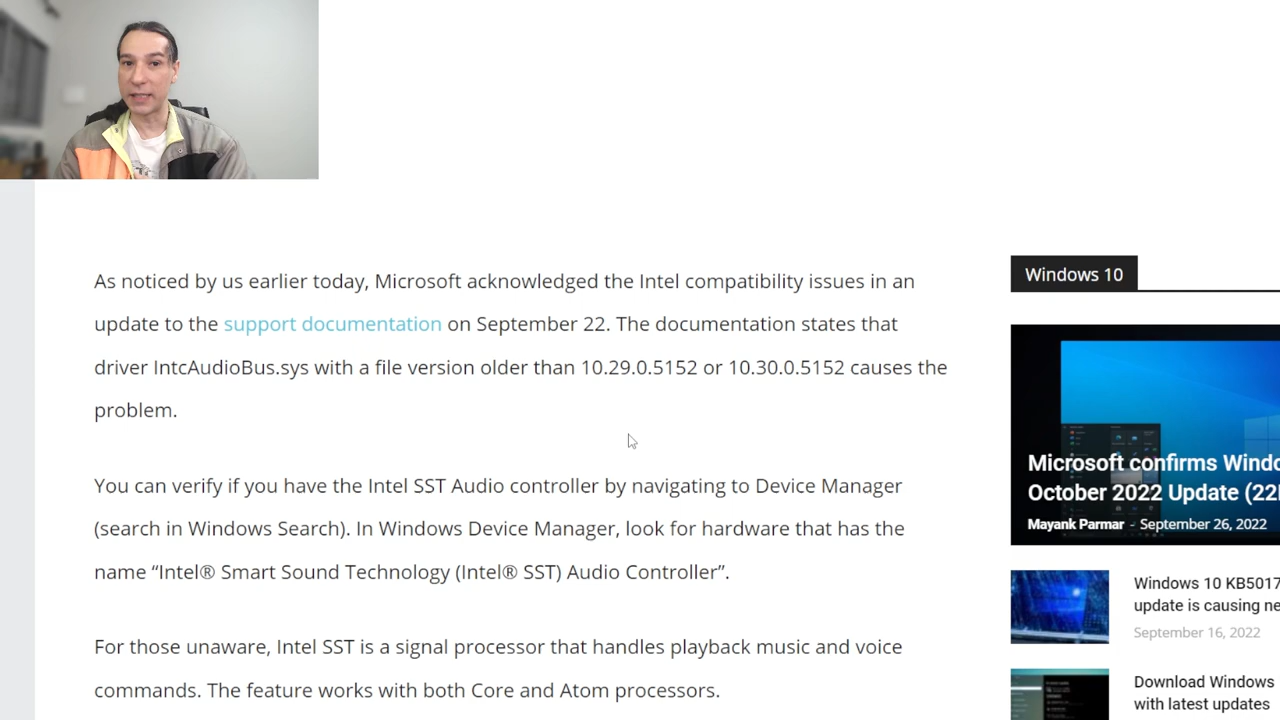 As noticed by us earlier today, Microsoft acknowledged the Intel compatibility issues in an
update to the support documentation on September 22. The documentation states that
driver IntcAudioBus.sys with a file version older than 10.29.0.5152 or 10.30.0.5152 causes the
problem.
You can verify if you have the Intel SST Audio controller by navigating to Device Manager
(search in Windows Search). In Windows Device Manager, look for hardware that has the
name “Intel® Smart Sound Technology (Intel® SST) Audio Controller”.
For those unaware, Intel SST is a signal processor that handles playback music and voice
commands. The feature works with both Core and Atom processors.
Windows 10
Microsoft confirms Windo
October 2022 Update (22
Mayank Parmar - September 26, 2022
Windows 10 KB5017
update is causing ne
September 16, 2022
Download Windows
with latest updates